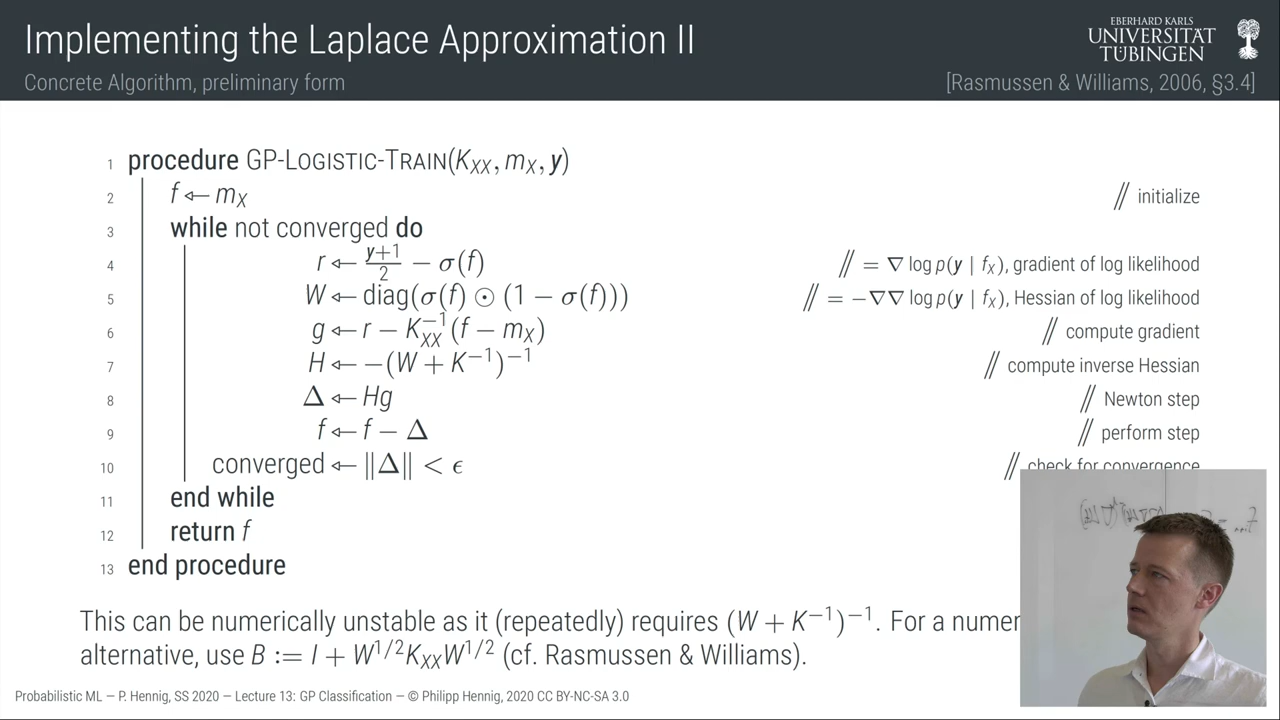 Implementing the Laplace Approximation II
EBERHARD KARLS
UNIVERSITÄT
TÜBINGEN
Concrete Algorithm, preliminary form
[Rasmussen & Williams, 2006, §3.4]
1 procedure GP-LOGISTIC-TRAIN(K_XX, m_X, y)
2 f ← m_X // initialize
3 while not converged do
4 r ← (y+1)/2 − σ(f) // = ∇ log p(y | f_X), gradient of log likelihood
5 W ← diag(σ(f) ⊙ (1 − σ(f))) // = −∇∇ log p(y | f_X), Hessian of log likelihood
6 g ← r − K_XX^{−1}(f − m_X) // compute gradient
7 H ← −(W + K^{−1})^{−1} // compute inverse Hessian
8 Δ ← Hg // Newton step
9 f ← f − Δ // perform step
10 converged ← ‖Δ‖ < ϵ // check for convergence
11 end while
12 return f
13 end procedure
This can be numerically unstable as it (repeatedly) requires (W + K^{−1})^{−1}. For a numer
alternative, use B := I + W^{1/2}K_XX W^{1/2} (cf. Rasmussen & Williams).
Probabilistic ML — P. Hennig, SS 2020 — Lecture 13: GP Classification — © Philipp Hennig, 2020 CC BY-NC-SA 3.0